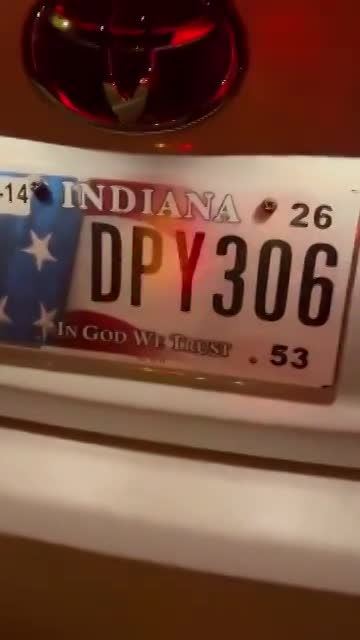 -14
INDIANA
26
DPY306
IN GOD WE TRUST
53